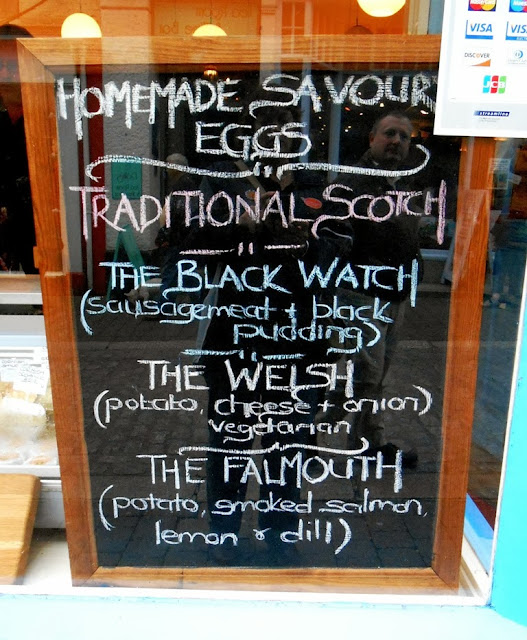 HOMEMADE SAVOURY
EGGS
TRADITIONAL SCOTCH
THE BLACK WATCH
(sausagemeat + black
pudding)
THE WELSH
(potato, cheese + onion)
vegetarian
THE FALMOUTH
(potato, smoked salmon,
lemon & dill)
VISA VISA
DISCOVER
JCB
streamline